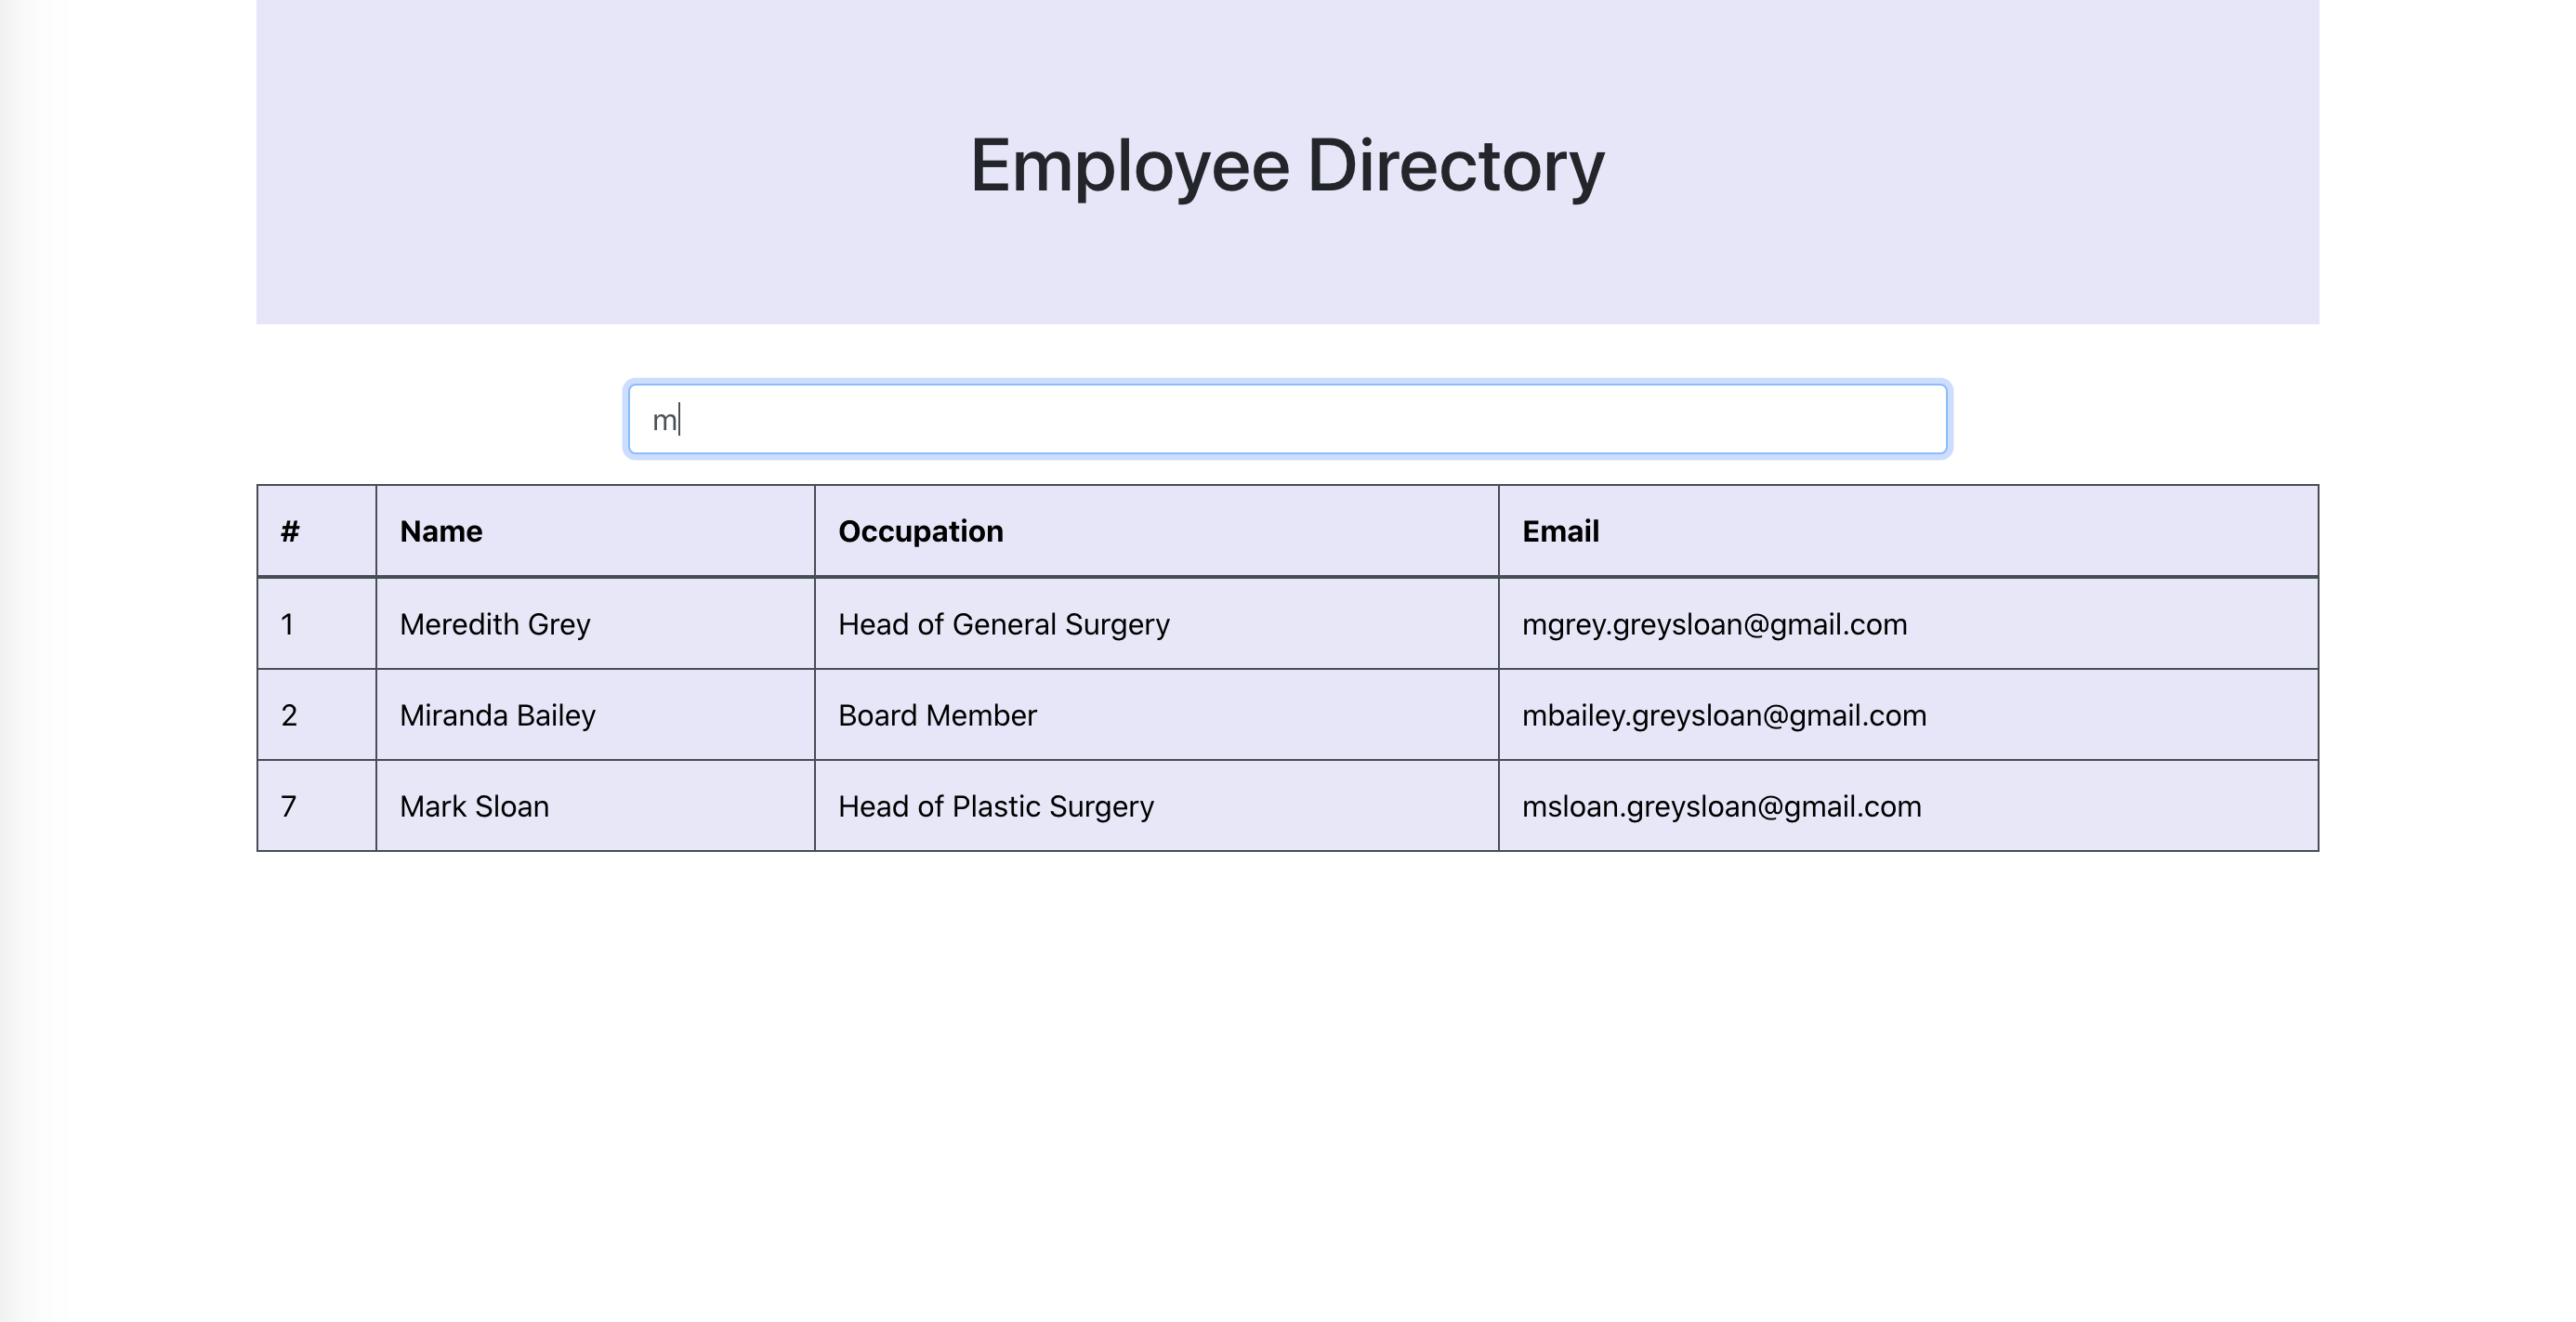 Employee Directory
m
# Name Occupation Email
1 Meredith Grey Head of General Surgery mgrey.greysloan@gmail.com
2 Miranda Bailey Board Member mbailey.greysloan@gmail.com
7 Mark Sloan Head of Plastic Surgery msloan.greysloan@gmail.com